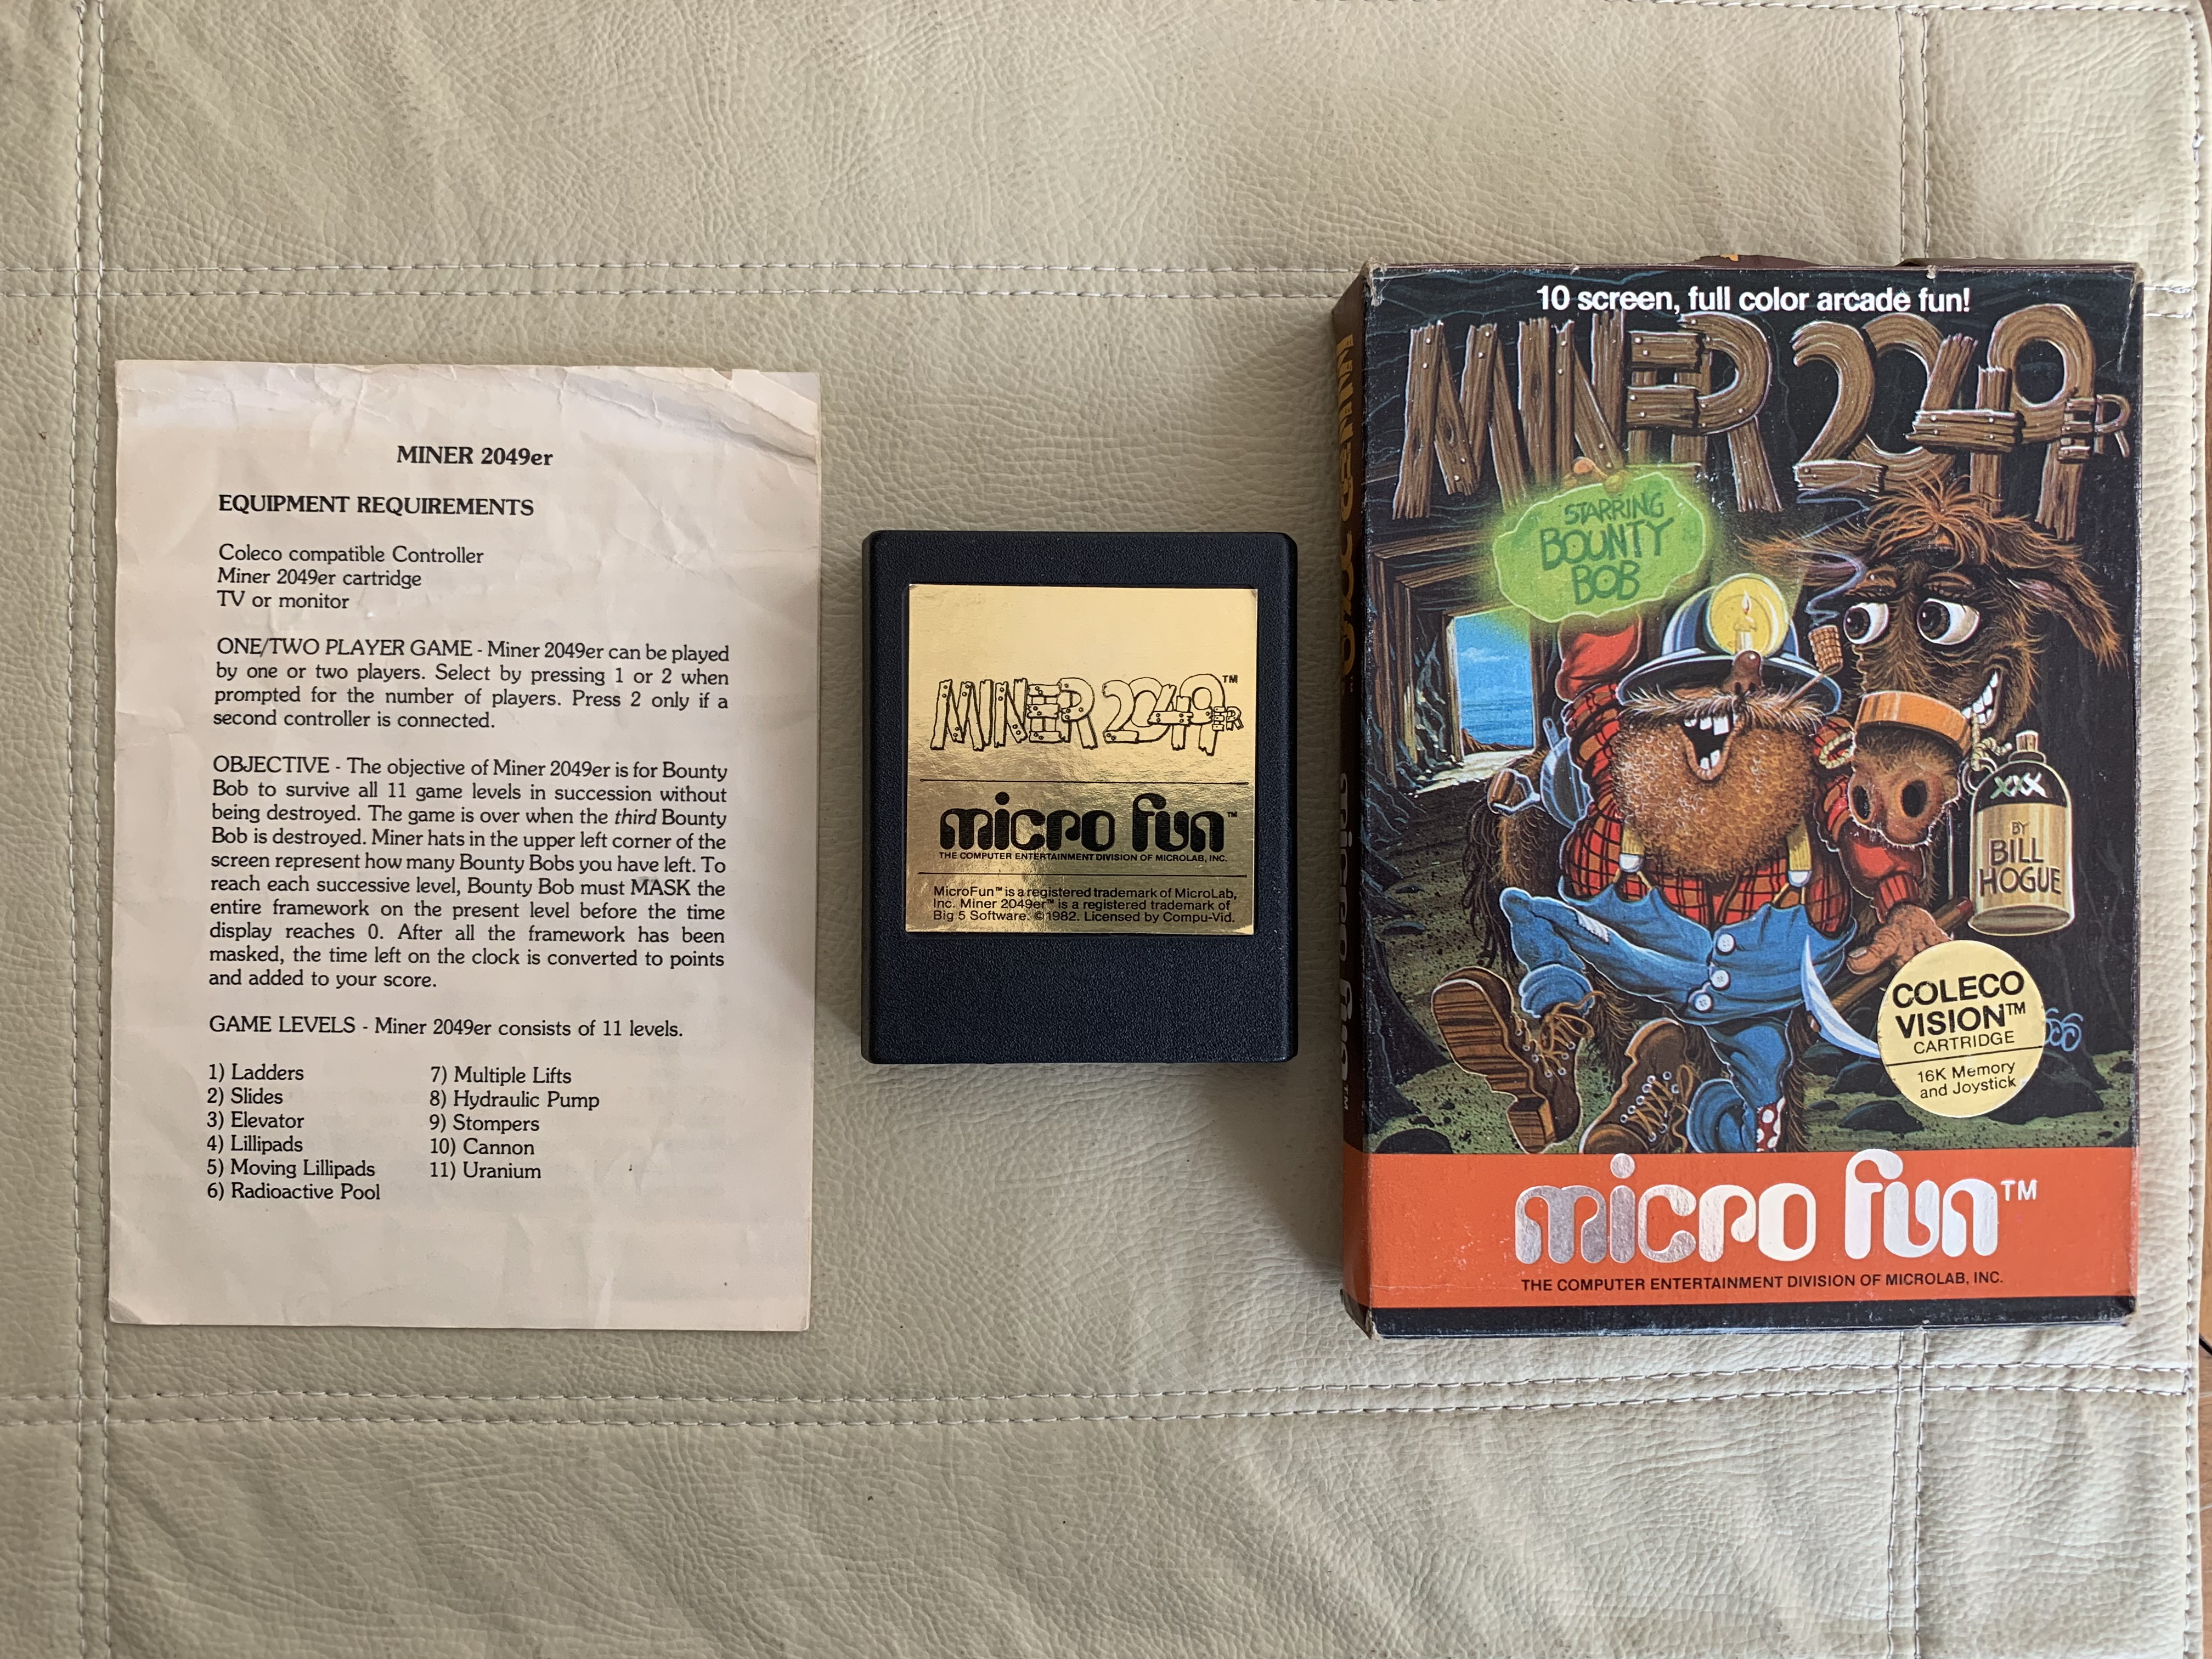 MINER 2049er
EQUIPMENT REQUIREMENTS
Coleco compatible Controller
Miner 2049er cartridge
TV or monitor
ONE/TWO PLAYER GAME - Miner 2049er can be played
by one or two players. Select by pressing 1 or 2 when
prompted for the number of players. Press 2 only if a
second controller is connected.
OBJECTIVE - The objective of Miner 2049er is for Bounty
Bob to survive all 11 game levels in succession without
being destroyed. The game is over when the third Bounty
Bob is destroyed. Miner hats in the upper left corner of the
screen represent how many Bounty Bobs you have left. To
reach each successive level, Bounty Bob must MASK the
entire framework on the present level before the time
display reaches 0. After all the framework has been
masked, the time left on the clock is converted to points
and added to your score.
GAME LEVELS - Miner 2049er consists of 11 levels.
1) Ladders
2) Slides
3) Elevator
4) Lillipads
5) Moving Lillipads
6) Radioactive Pool
7) Multiple Lifts
8) Hydraulic Pump
9) Stompers
10) Cannon
11) Uranium
MINER 2049ER™
micro fun™
THE COMPUTER ENTERTAINMENT DIVISION OF MICROLAB, INC.
MicroFun™ is a registered trademark of MicroLab,
Inc. Miner 2049er™ is a registered trademark of
Big 5 Software. ©1982. Licensed by Compu-Vid.
10 screen, full color arcade fun!
MINER 2049ER
STARRING
BOUNTY
BOB
XXX
BY
BILL
HOGUE
COLECO
VISION™
CARTRIDGE
16K Memory
and Joystick
micro fun™
THE COMPUTER ENTERTAINMENT DIVISION OF MICROLAB, INC.